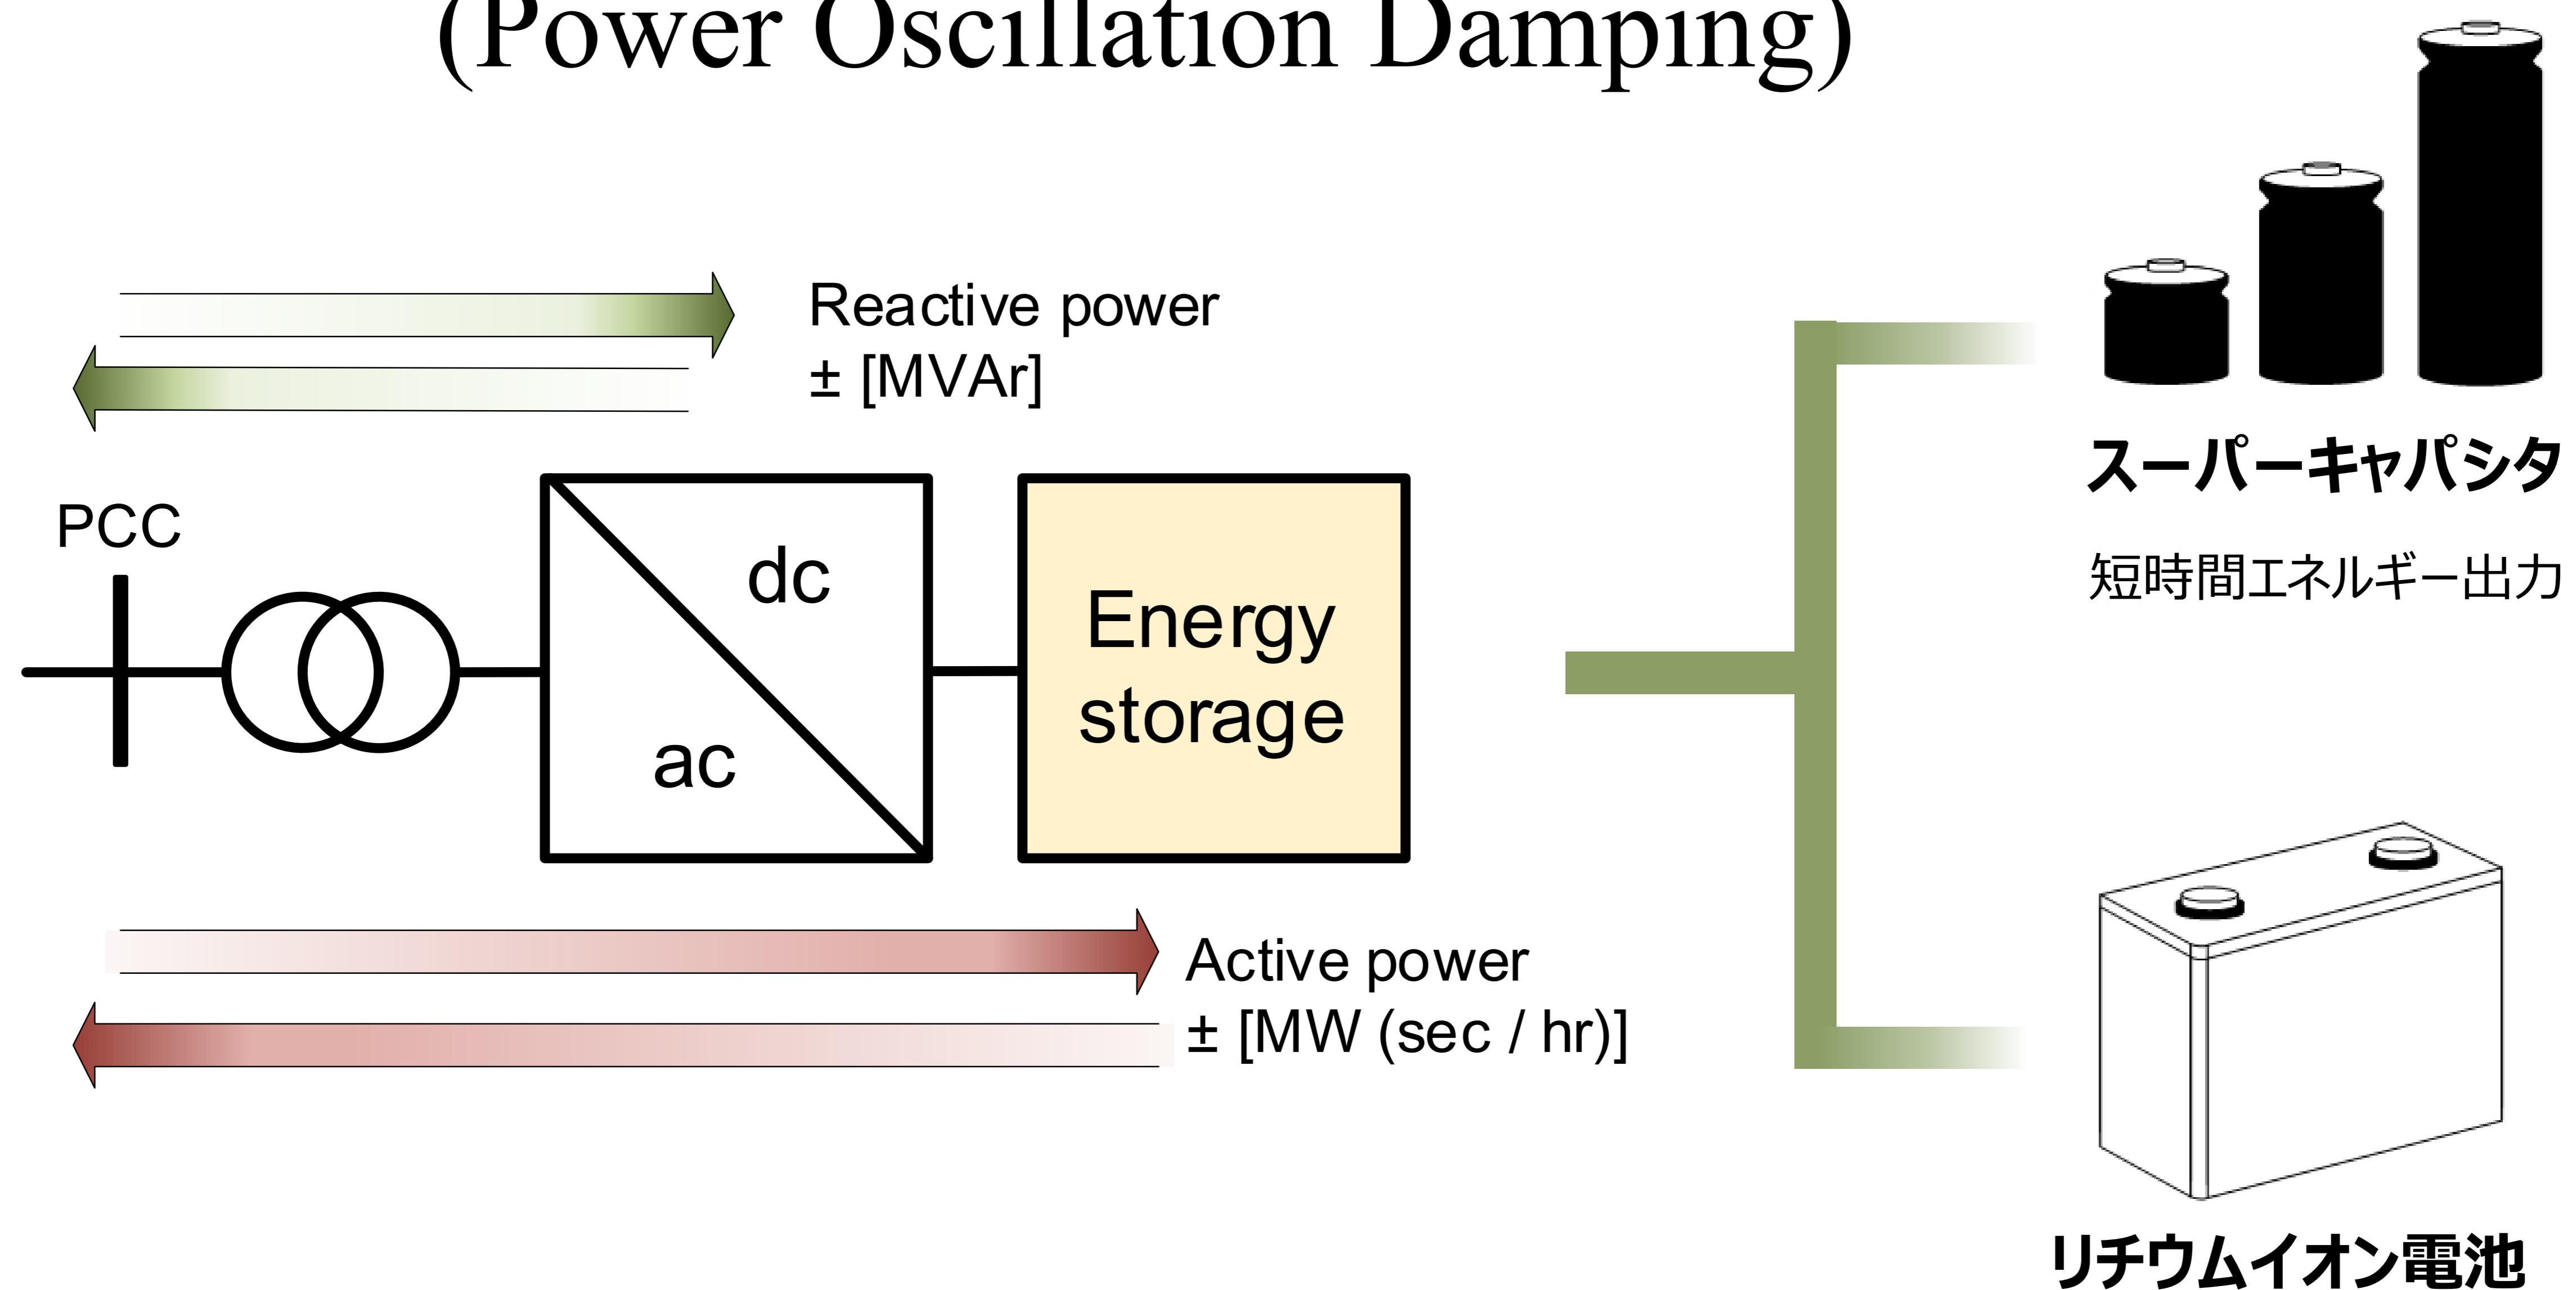 (Power Oscillation Damping)
Reactive power
± [MVAr]
スーパーキャパシタ
短時間エネルギー出力
PCC
dc
ac
Energy
storage
Active power
± [MW (sec / hr)]
リチウムイオン電池